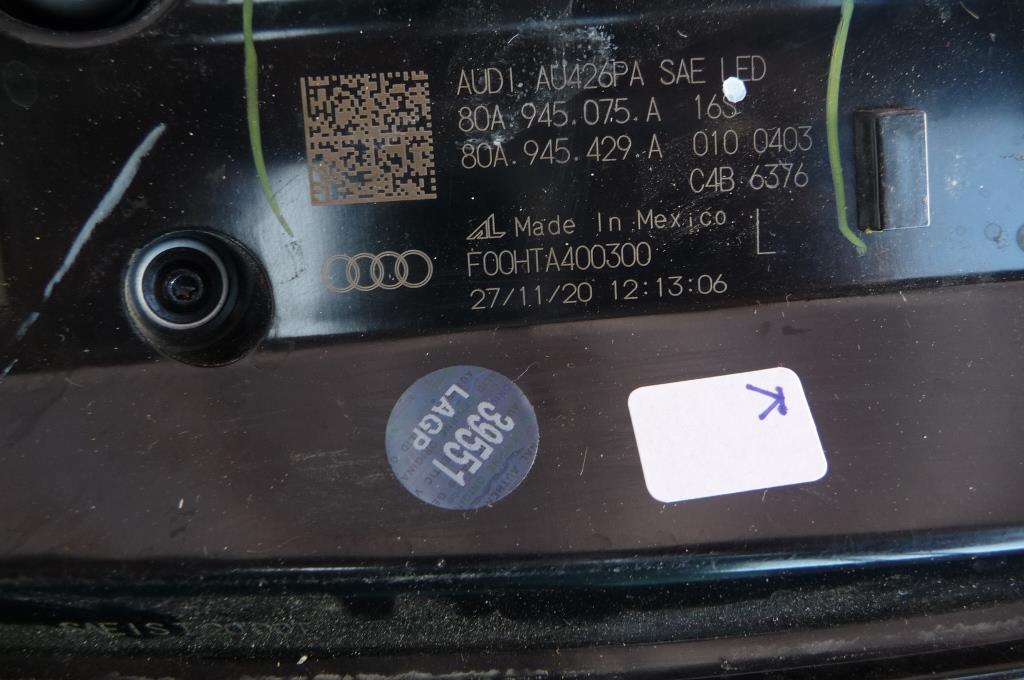 AUDI AU426PA SAE LED
80A.945.075.A 16S
80A.945.429.A 010 0403
C4B 6376
AL Made In Mexico L
F00HTA400300
27/11/20 12:13:06
39551
LAGP